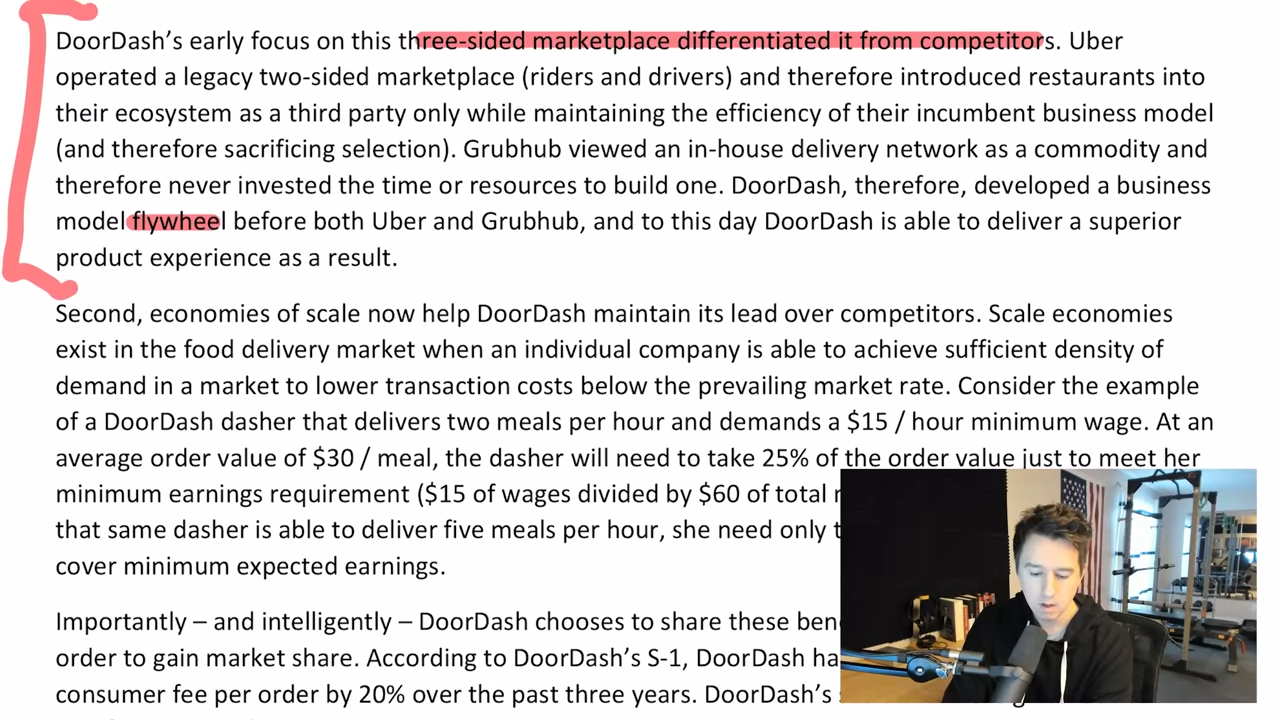 DoorDash’s early focus on this three-sided marketplace differentiated it from competitors. Uber
operated a legacy two-sided marketplace (riders and drivers) and therefore introduced restaurants into
their ecosystem as a third party only while maintaining the efficiency of their incumbent business model
(and therefore sacrificing selection). Grubhub viewed an in-house delivery network as a commodity and
therefore never invested the time or resources to build one. DoorDash, therefore, developed a business
model flywheel before both Uber and Grubhub, and to this day DoorDash is able to deliver a superior
product experience as a result.
Second, economies of scale now help DoorDash maintain its lead over competitors. Scale economies
exist in the food delivery market when an individual company is able to achieve sufficient density of
demand in a market to lower transaction costs below the prevailing market rate. Consider the example
of a DoorDash dasher that delivers two meals per hour and demands a $15 / hour minimum wage. At an
average order value of $30 / meal, the dasher will need to take 25% of the order value just to meet her
minimum earnings requirement ($15 of wages divided by $60 of total
that same dasher is able to deliver five meals per hour, she need only
cover minimum expected earnings.
Importantly – and intelligently – DoorDash chooses to share these
order to gain market share. According to DoorDash’s S-1, DoorDash
consumer fee per order by 20% over the past three years. DoorDash’s